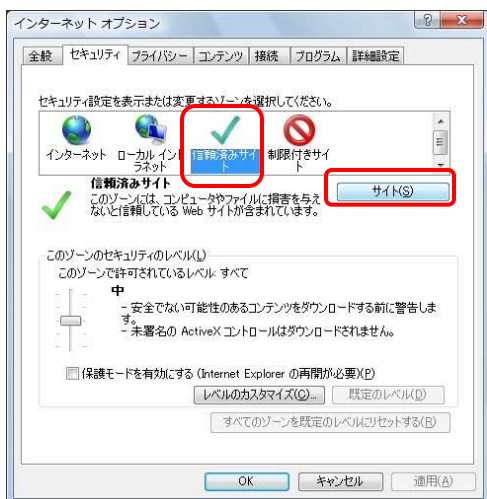 インターネット オプション
全般 セキュリティ プライバシー コンテンツ 接続 プログラム 詳細設定
セキュリティ設定を表示または変更するゾーンを選択してください。
インターネット ローカル イントラネット 信頼済みサイト 制限付きサイト
信頼済みサイト
サイト(S)
このゾーンには、コンピュータやファイルに損害を与え
ないと信頼している Web サイトが含まれています。
このゾーンのセキュリティのレベル(L)
このゾーンで許可されているレベル: すべて
中
- 安全でない可能性のあるコンテンツをダウンロードする前に警告しま
す。
- 未署名の ActiveX コントロールはダウンロードされません。
保護モードを有効にする (Internet Explorer の再開が必要)(P)
レベルのカスタマイズ(C)... 既定のレベル(D)
すべてのゾーンを既定のレベルにリセットする(R)
OK キャンセル 適用(A)